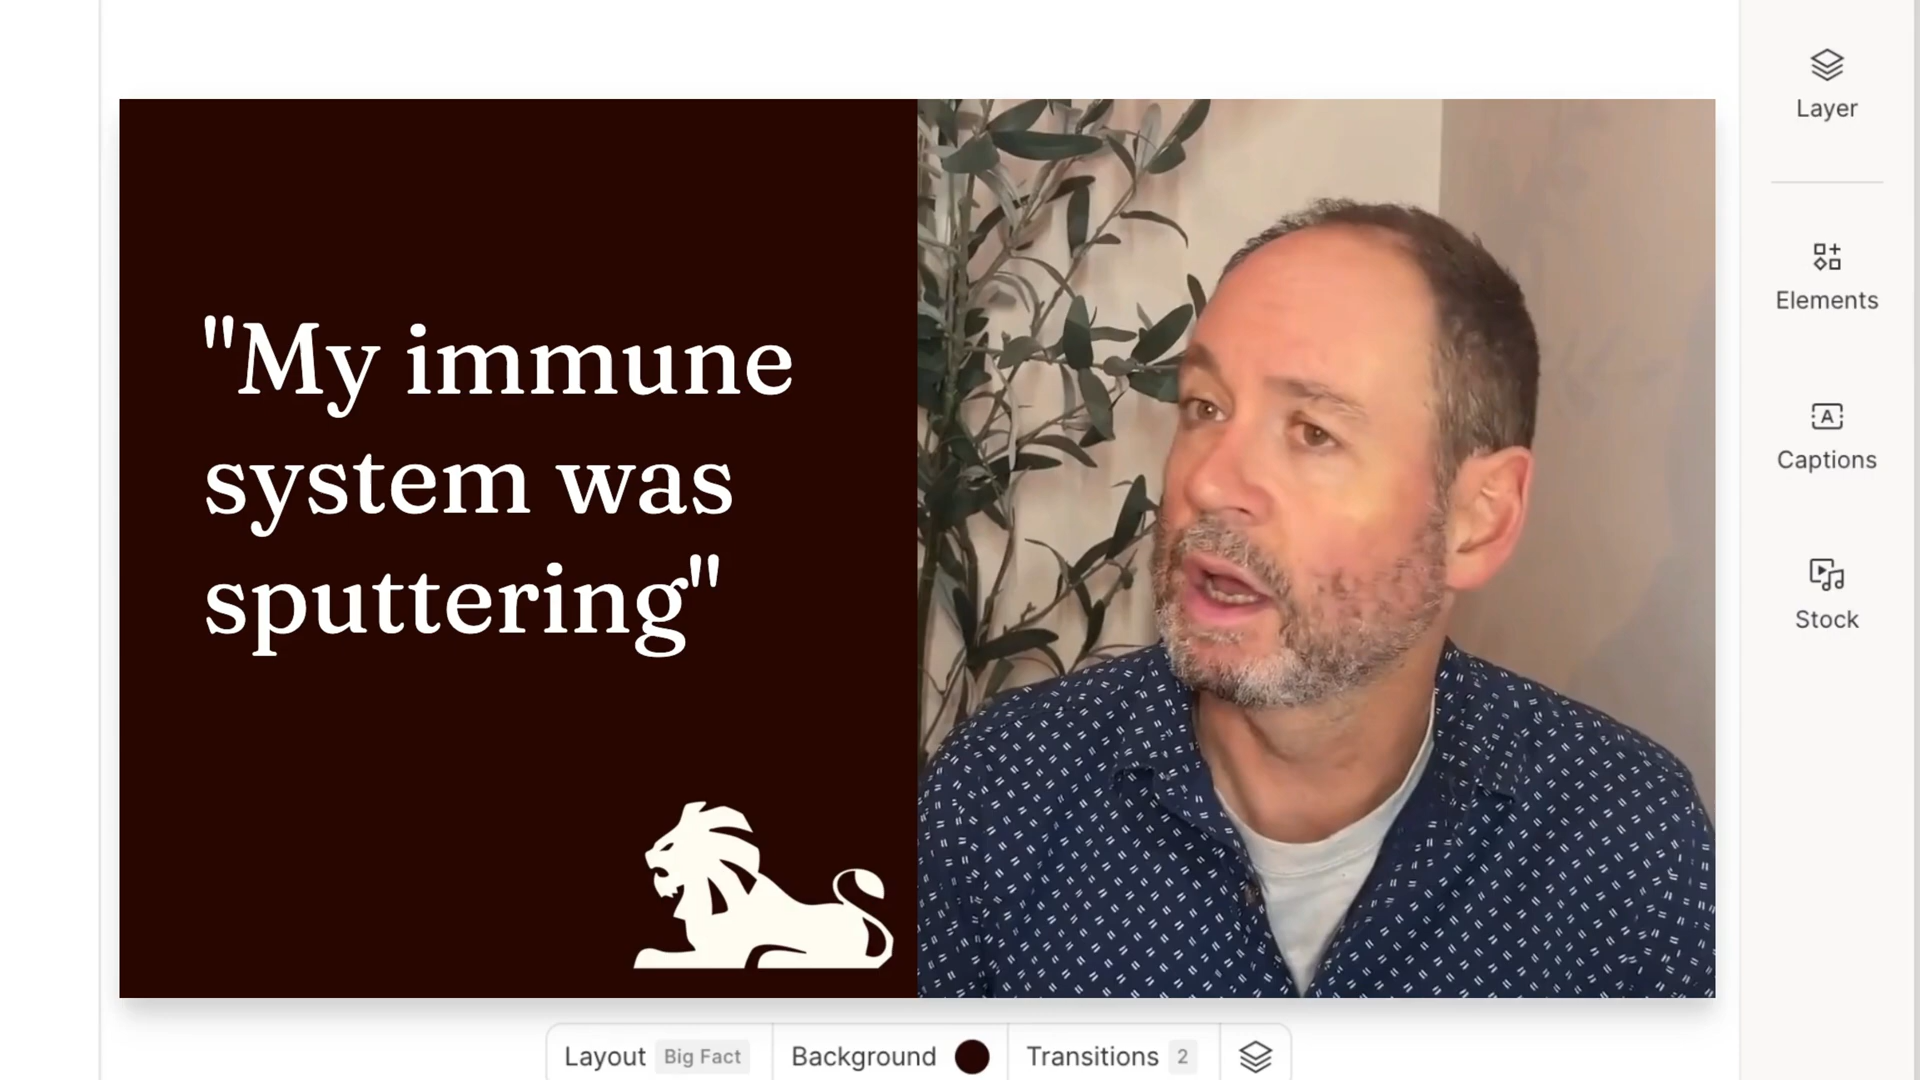 "My immune
system was
sputtering"
Layer
Elements
Captions
Stock
Layout Big Fact Background Transitions 2